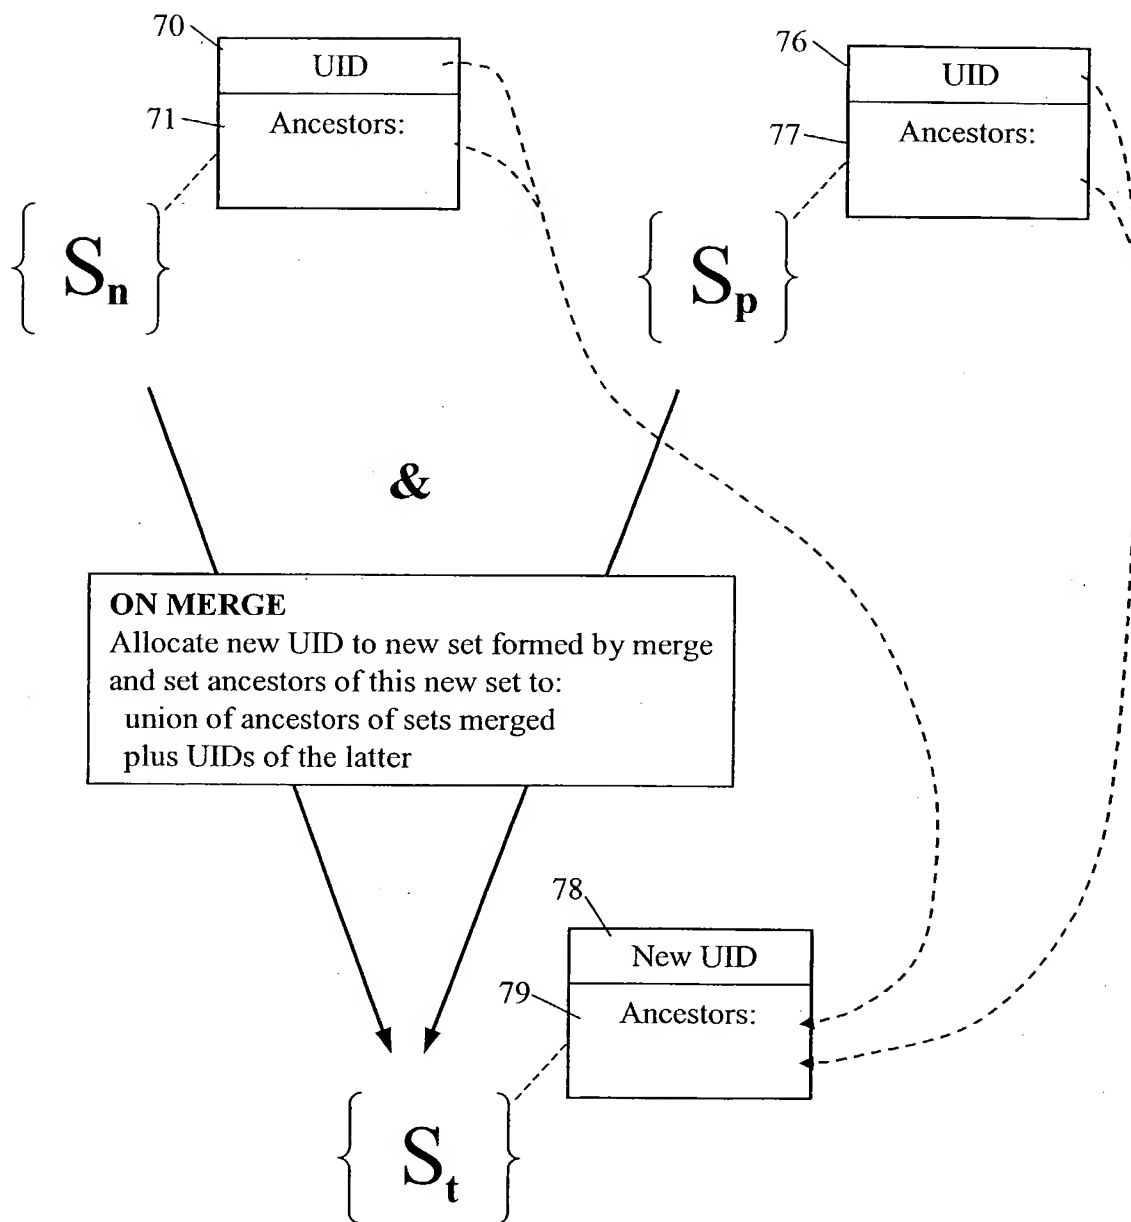 70
UID
71
Ancestors:
{ Sn }
76
UID
77
Ancestors:
{ Sp }
&
ON MERGE
Allocate new UID to new set formed by merge
and set ancestors of this new set to:
union of ancestors of sets merged
plus UIDs of the latter
78
New UID
79
Ancestors:
{ St }